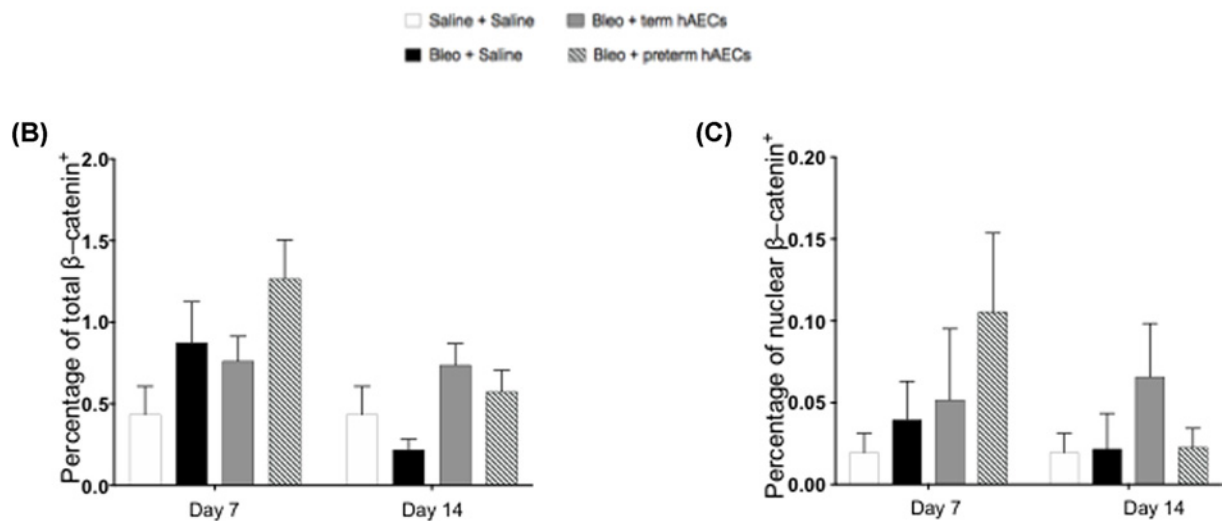 Saline + Saline
Bleo + term hAECs
Bleo + Saline
Bleo + preterm hAECs
(B)
Percentage of total β–catenin+
2.0
1.5
1.0
0.5
0.0
Day 7
Day 14
(C)
Percentage of nuclear β–catenin+
0.20
0.15
0.10
0.05
0.00
Day 7
Day 14